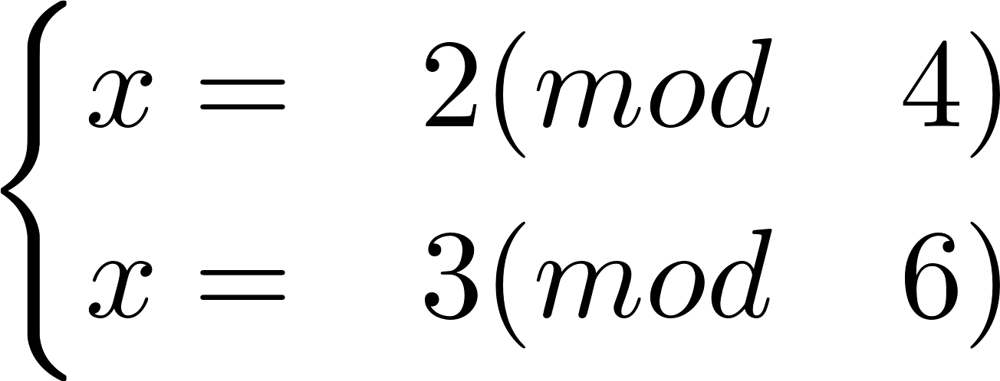 x = 2(mod 4)
x = 3(mod 6)